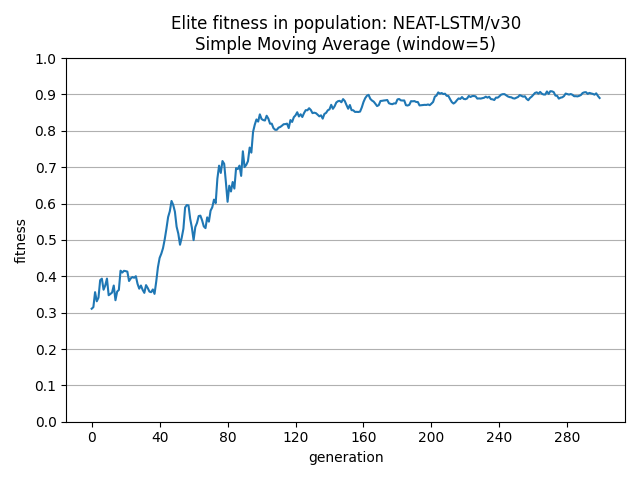 Elite fitness in population: NEAT-LSTM/v30
Simple Moving Average (window=5)
1.0
0.9
0.8
0.7
0.6
0.5
0.4
0.3
0.2
0.1
0.0
fitness
0 40 80 120 160 200 240 280
generation